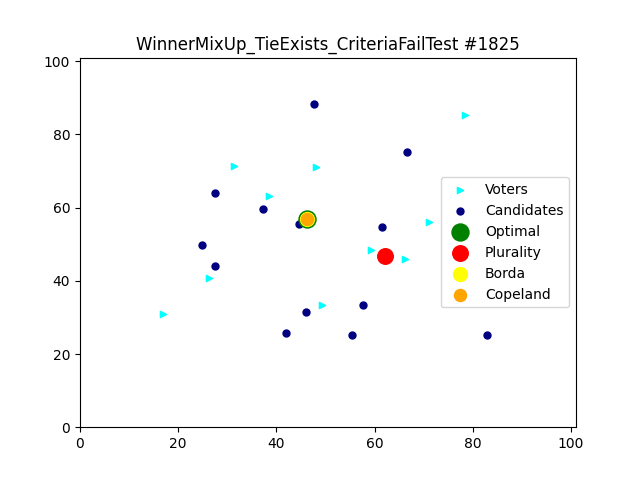 WinnerMixUp_TieExists_CriteriaFailTest #1825
100
80
60
40
20
0
0 20 40 60 80 100
Voters
Candidates
Optimal
Plurality
Borda
Copeland